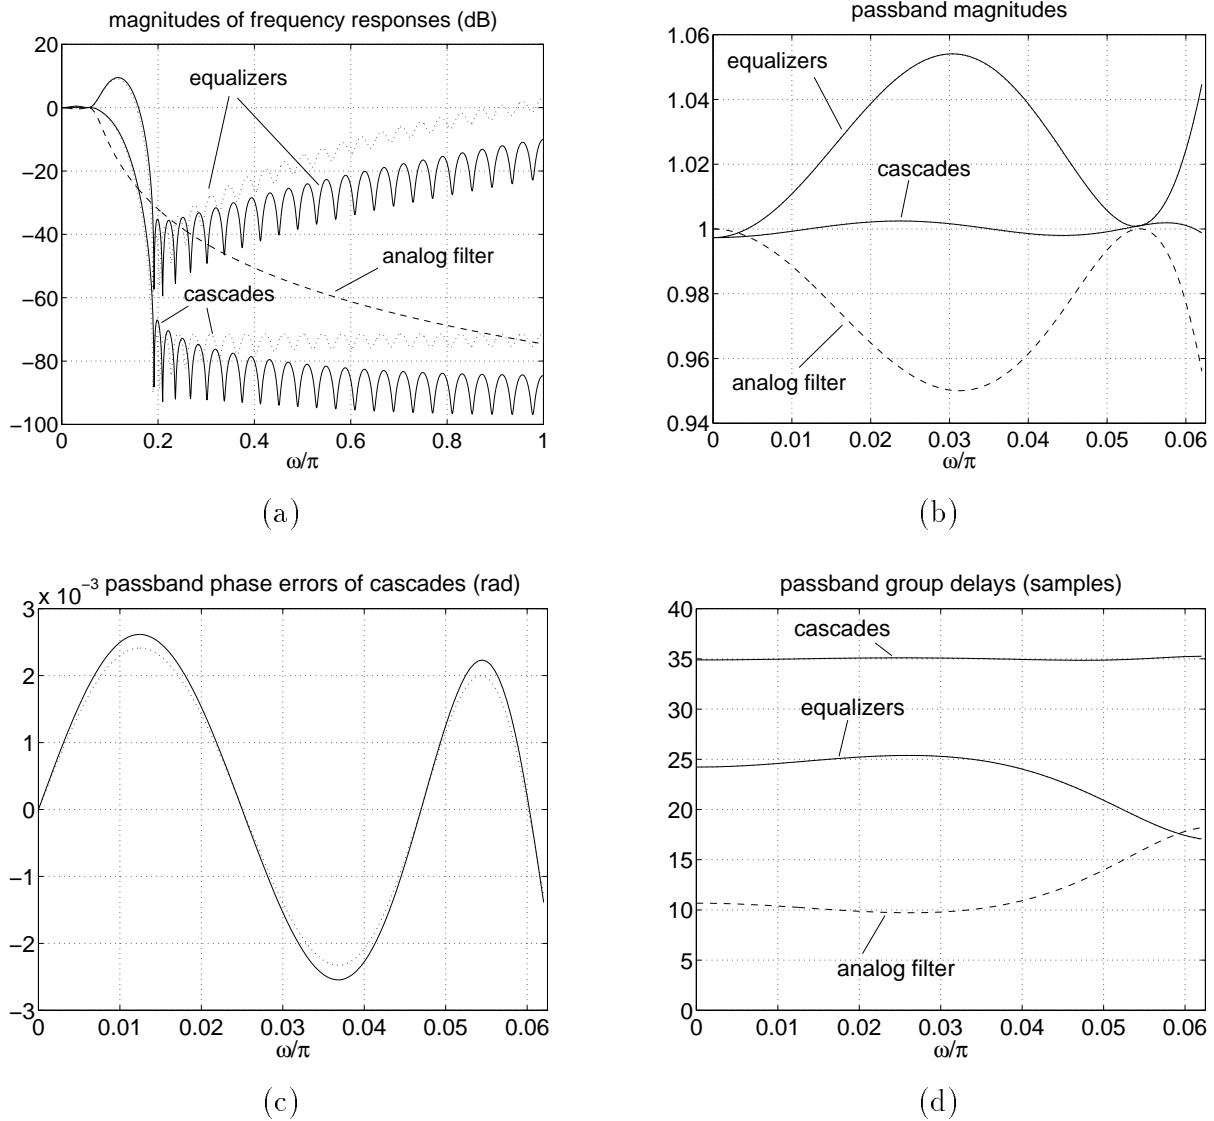 magnitudes of frequency responses (dB)
20
0
−20
−40
−60
−80
−100
0
0.2
0.4
0.6
0.8
1
ω/π
equalizers
analog filter
cascades
(a)
passband magnitudes
1.06
1.04
1.02
1
0.98
0.96
0.94
0
0.01
0.02
0.03
0.04
0.05
0.06
ω/π
equalizers
cascades
analog filter
(b)
x 10−3 passband phase errors of cascades (rad)
3
2
1
0
−1
−2
−3
0
0.01
0.02
0.03
0.04
0.05
0.06
ω/π
(c)
passband group delays (samples)
40
35
30
25
20
15
10
5
0
0
0.01
0.02
0.03
0.04
0.05
0.06
ω/π
cascades
equalizers
analog filter
(d)